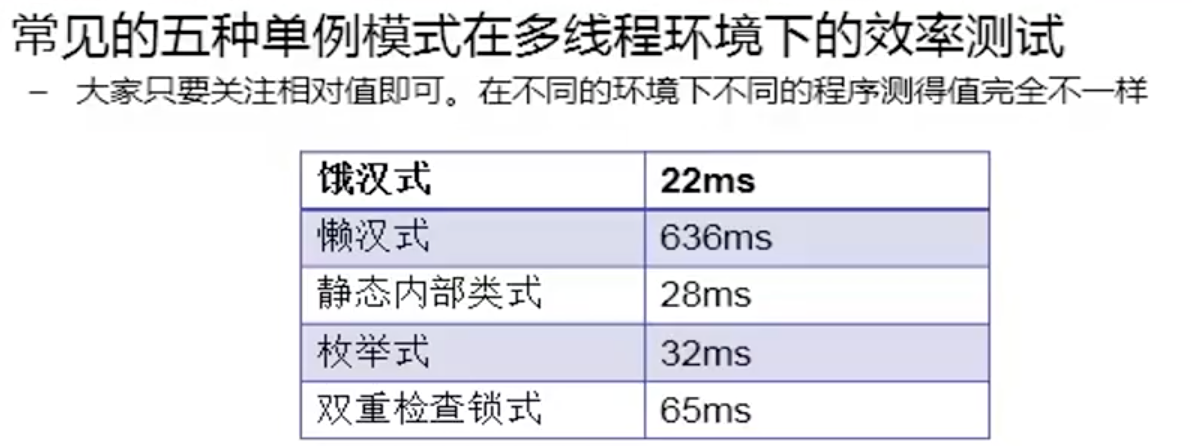 常见的五种单例模式在多线程环境下的效率测试
– 大家只要关注相对值即可。在不同的环境下不同的程序测得值完全不一样
饿汉式 22ms
懒汉式 636ms
静态内部类式 28ms
枚举式 32ms
双重检查锁式 65ms